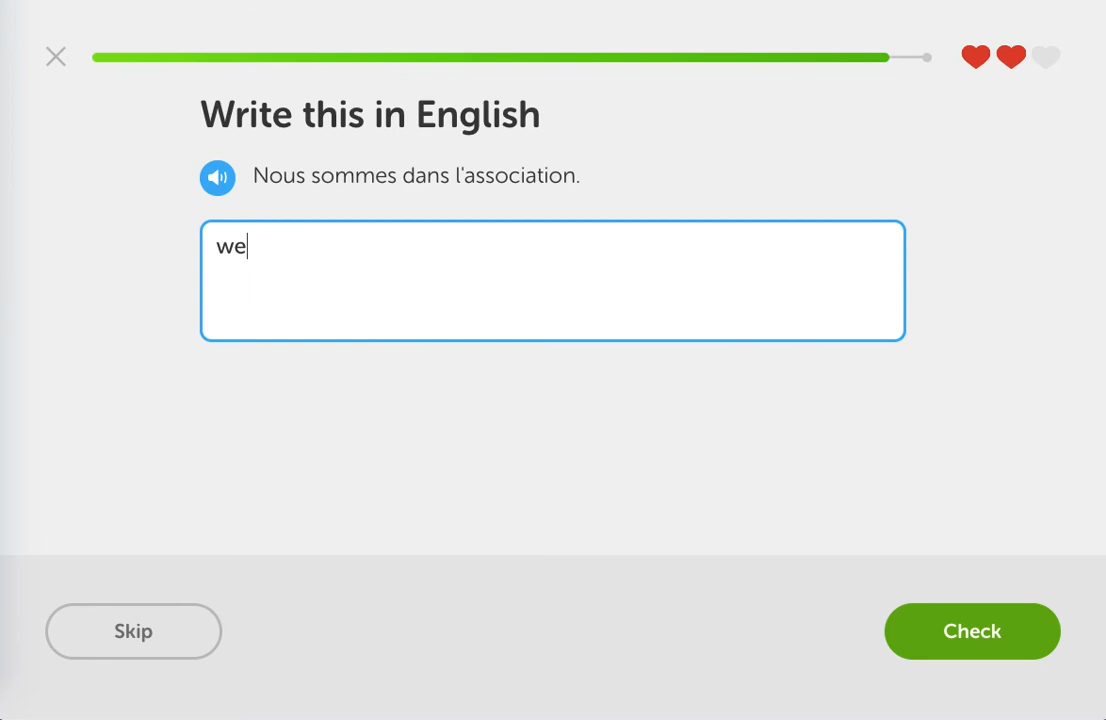 Write this in English
Nous sommes dans l'association.
we
Skip
Check